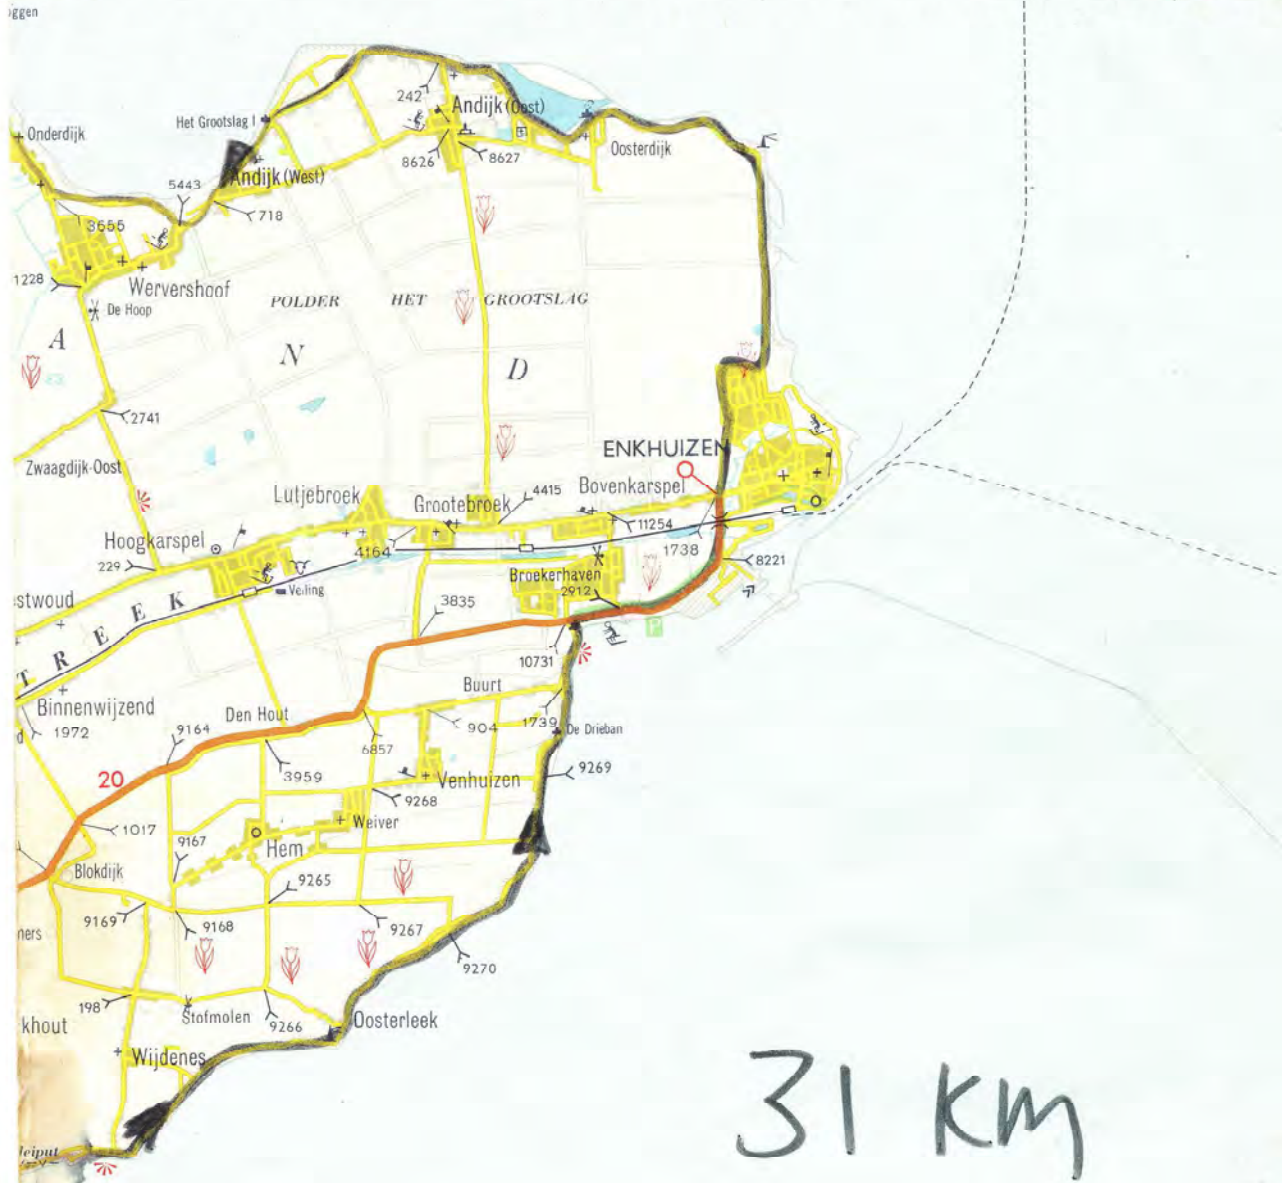 oggen
Onderdijk
Het Grootslag I
242
Andijk (Oost)
Oosterdijk
8626
8627
Andijk (West)
5443
718
3655
1228
Wervershoof
De Hoop
POLDER HET GROOTSLAG
A N D
2741
Zwaagdijk-Oost
ENKHUIZEN
Lutjebroek
Grootebroek
4415
Bovenkarspel
11254
1738
Hoogkarspel
4164
8221
229
Veiling
Broekerhaven
2912
stwoud
TREEK
3835
10731
Binnenwijzend
1972
d
Buurt
Den Hout
9164
904
1739
De Drieban
6857
20
3959
Venhuizen
9269
9268
1017
9167
Weiver
Hem
Blokdijk
9265
9169
9168
9267
ners
9270
198
Stofmolen
9266
Oosterleek
khout
Wijdenes
leiput
P
31 KM